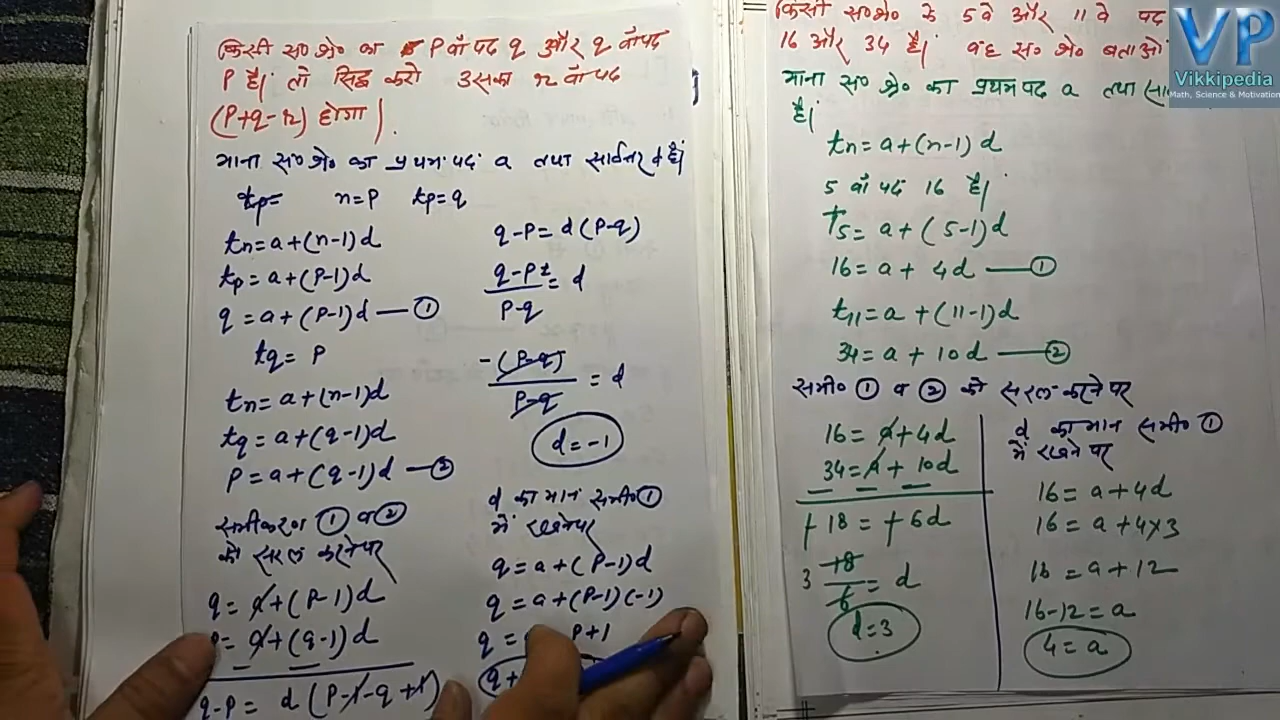 किसी स० श्रे० का P वाँ पद q और q वाँ पद
P है। तो सिद्ध करो उसका n वाँ पद
(P+q-n) होगा।
माना स० श्रे० का प्रथम पद a तथा सार्वन्तर d है।
tp= n=P tp=q
tn=a+(n-1)d
tp=a+(P-1)d
q=a+(P-1)d — ①
tq=P
tn=a+(n-1)d
tq=a+(q-1)d
P=a+(q-1)d — ②
समीकरण ① व ②
को सरल करने पर
q=a+(P-1)d
a+(q-1)d
q-P= d(P-1-q+1)
q-P=d(P-q)
q-P = d
P-q
-(P-q) = d
P-q
d=-1
d का मान समी० ①
में रखने पर
q=a+(P-1)d
q=a+(P-1)(-1)
q= P+1
q+
किसी स० श्रे० के 5वे और 11 वे पद
16 और 34 है। वह स० श्रे० बताओ
माना स० श्रे० का प्रथम पद a तथा
है।
tn=a+(n-1)d
5 वाँ पद 16 है।
T5=a+(5-1)d
16=a+4d — ①
t11=a+(11-1)d
34=a+10d — ②
समी० ① व ② को सरल करने पर
16=a+4d
34=a+10d
-18=-6d
3 18 = d
6
d=3
d का मान समी० ①
में रखने पर
16=a+4d
16=a+4×3
16=a+12
16-12=a
4=a
VP
Vikkipedia
Math, Science & Motivation